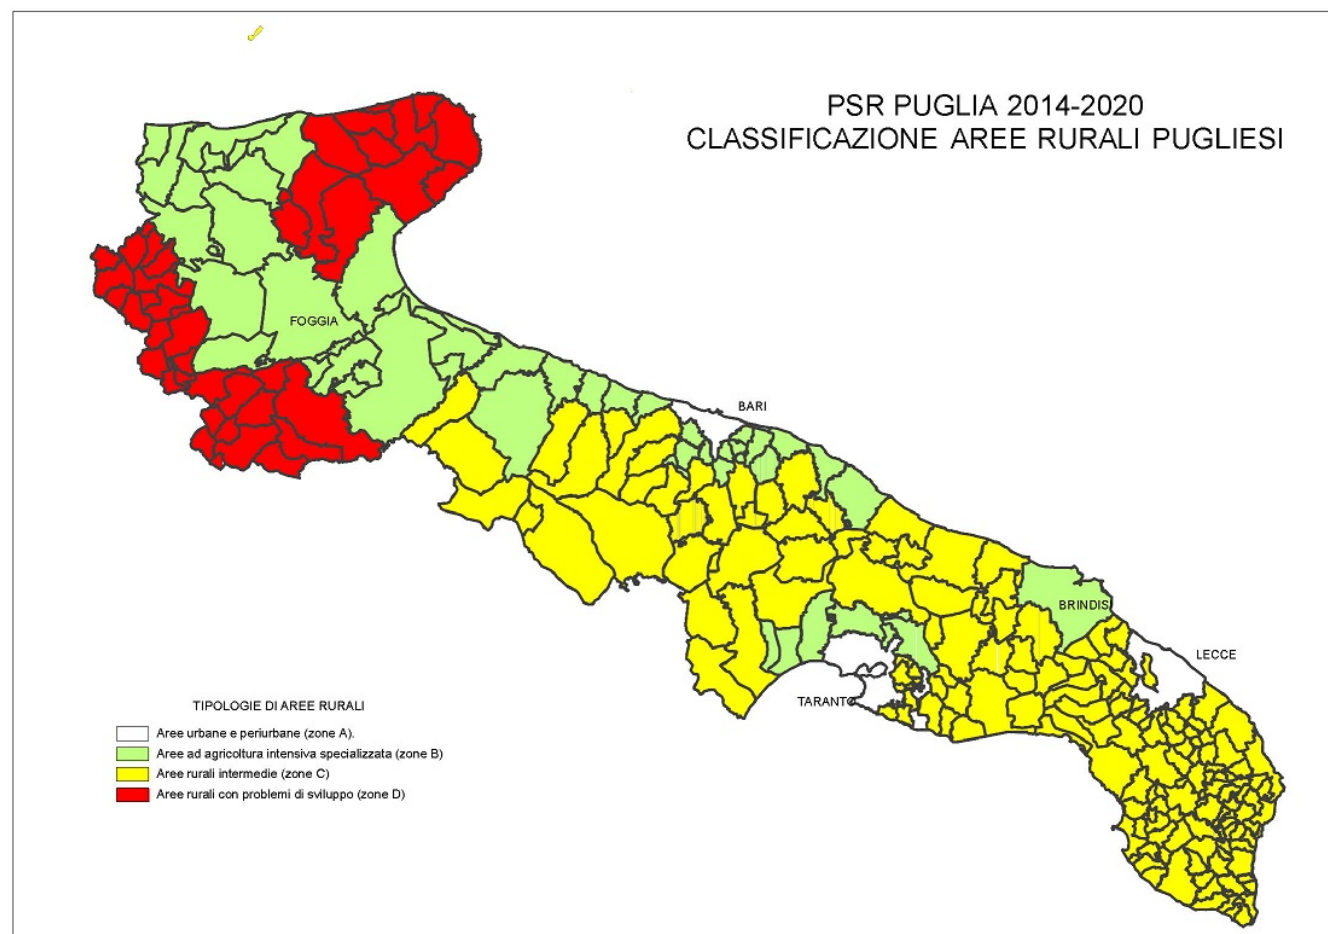 PSR PUGLIA 2014-2020
CLASSIFICAZIONE AREE RURALI PUGLIESI
FOGGIA
BARI
BRINDIS
LECCE
TARANTO
TIPOLOGIE DI AREE RURALI
Aree urbane e periurbane (zone A).
Aree ad agricoltura intensiva specializzata (zone B)
Aree rurali intermedie (zone C)
Aree rurali con problemi di sviluppo (zone D)